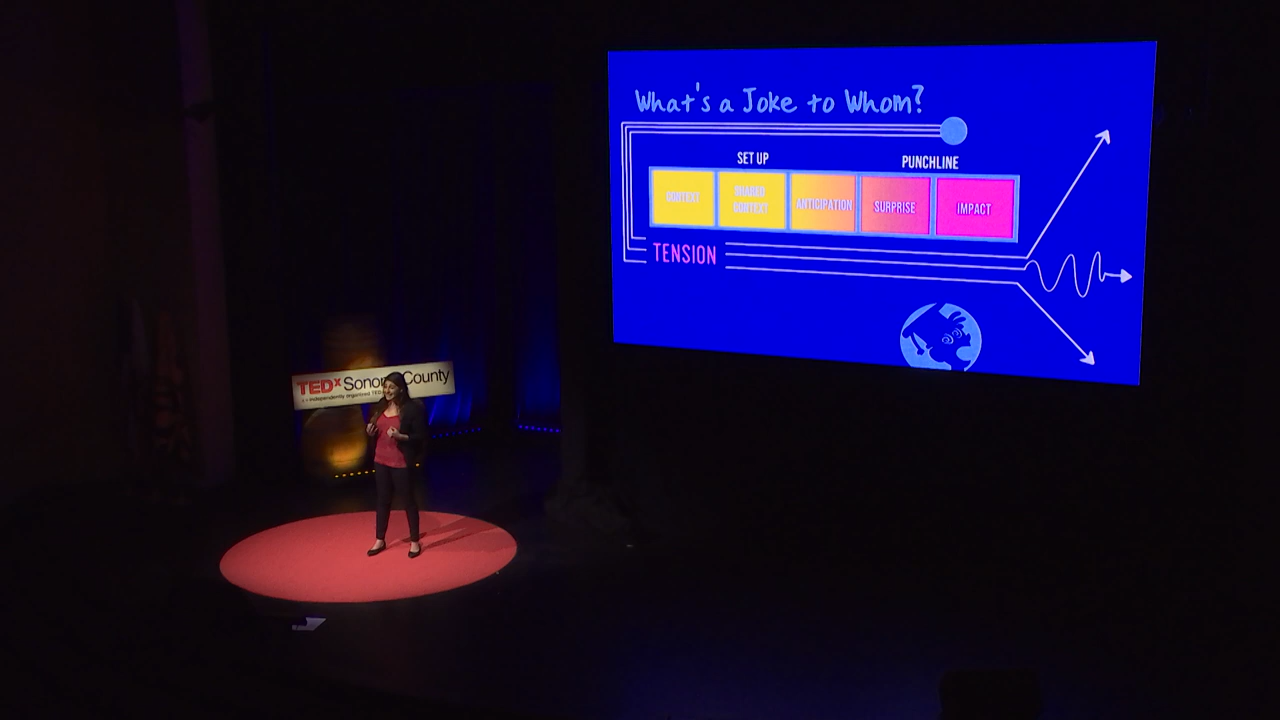 What's a Joke to Whom?
SET UP
PUNCHLINE
CONTEXT
SHARED
CONTEXT
ANTICIPATION
SURPRISE
IMPACT
TENSION
TEDx Sonoma County
independently organized TED